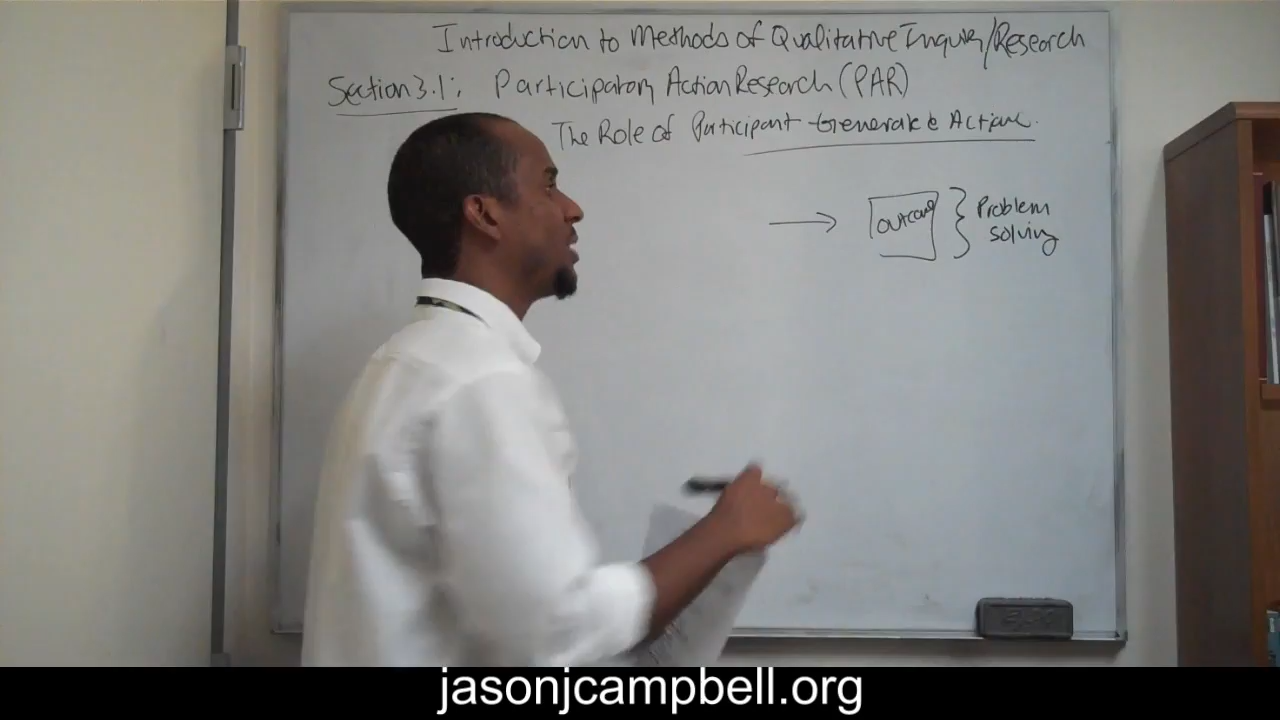 Introduction to Methods of Qualitative Inquiry/Research
Section 3.1: Participatory Action Research (PAR)
The Role of Participant Generate Action.
→ outcome } Problem
solving
jasonjcampbell.org